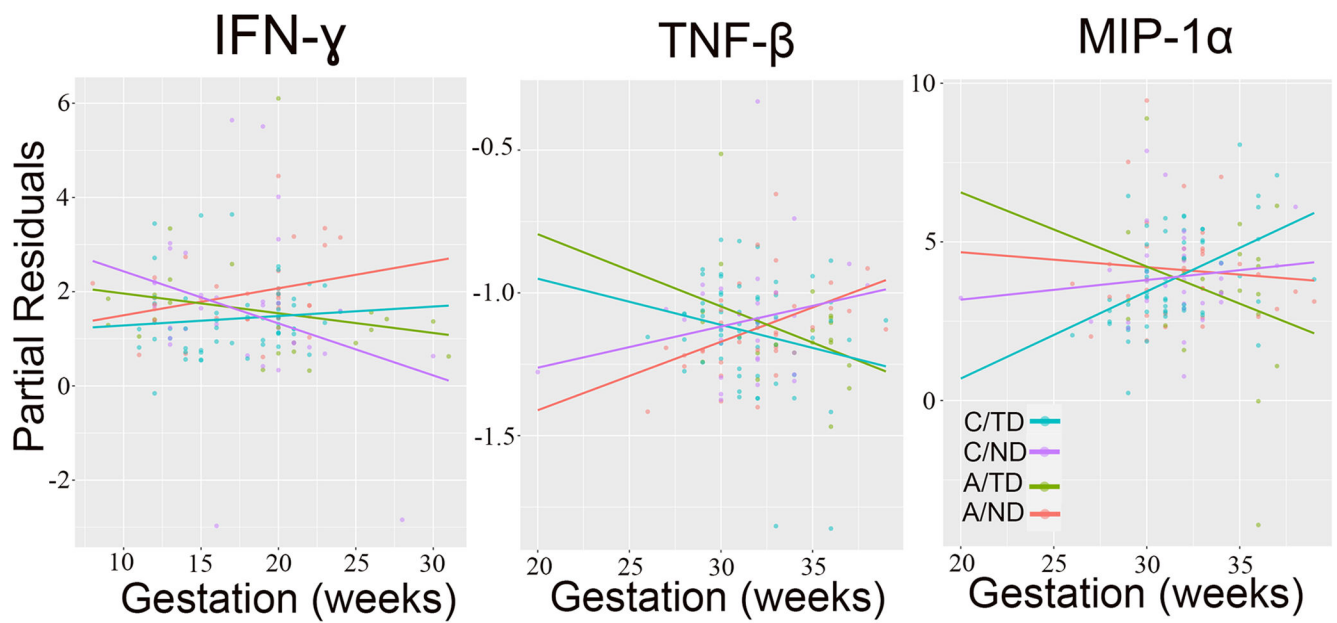 IFN-ɣ
TNF-β
MIP-1α
Partial Residuals
6
4
2
0
-2
10
15
20
25
30
Gestation (weeks)
-0.5
-1.0
-1.5
20
25
30
35
Gestation (weeks)
10
5
0
20
25
30
35
Gestation (weeks)
C/TD
C/ND
A/TD
A/ND